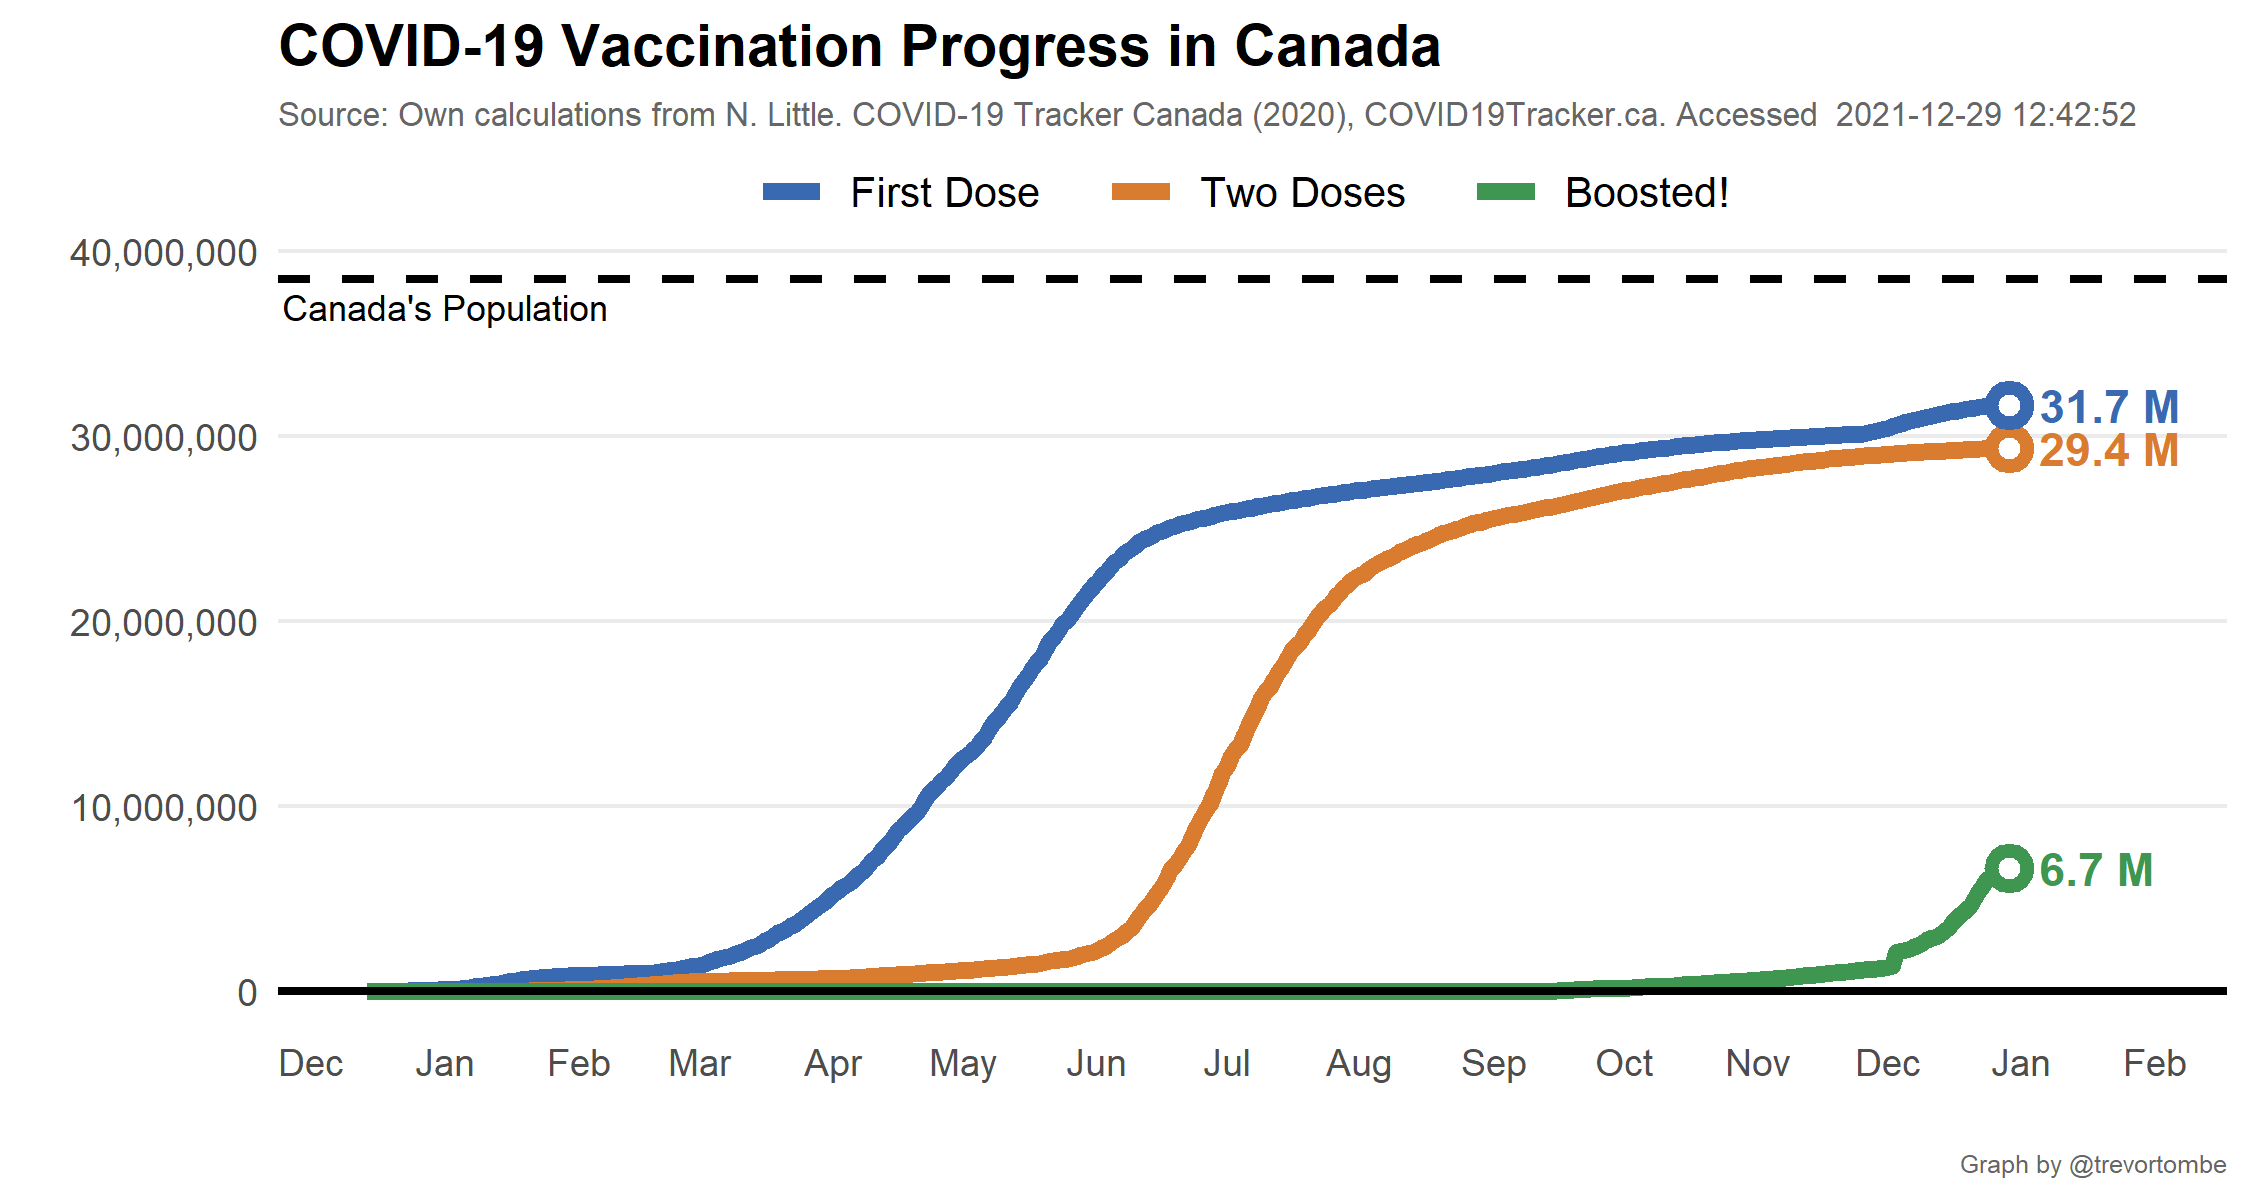 COVID-19 Vaccination Progress in Canada
Source: Own calculations from N. Little. COVID-19 Tracker Canada (2020), COVID19Tracker.ca. Accessed  2021-12-29 12:42:52
First Dose Two Doses Boosted!
40,000,000
Canada's Population
31.7 M
30,000,000
29.4 M
20,000,000
10,000,000
6.7 M
0
Dec Jan Feb Mar Apr May Jun Jul Aug Sep Oct Nov Dec Jan Feb
Graph by @trevortombe